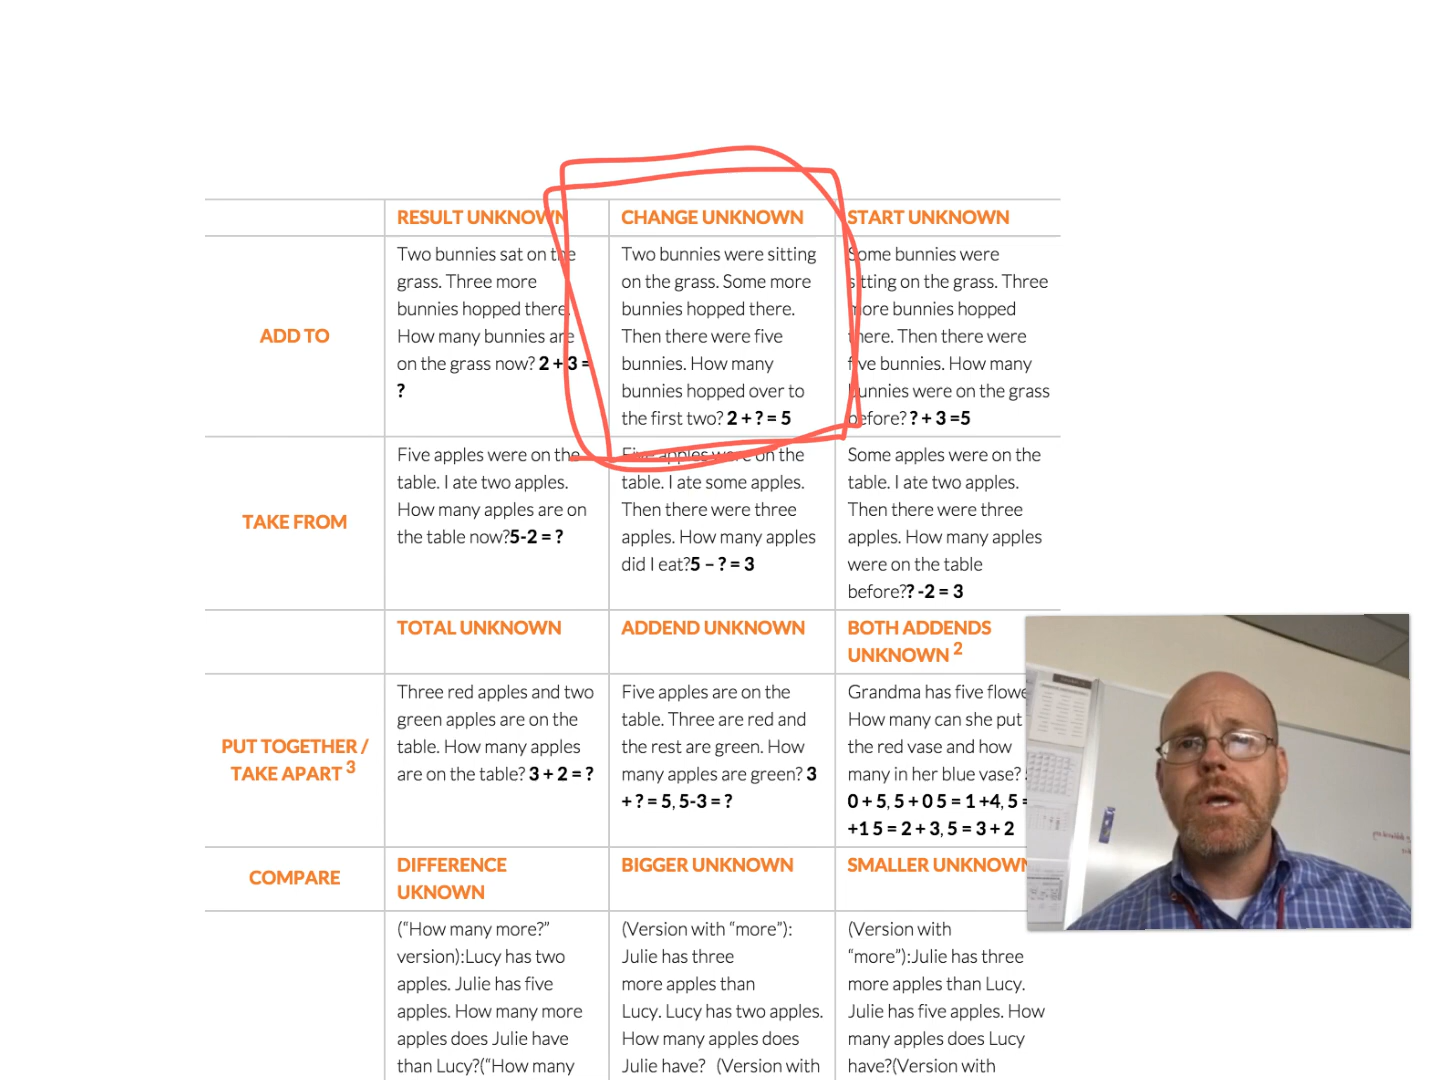 RESULT UNKNOWN
CHANGE UNKNOWN
START UNKNOWN
ADD TO
Two bunnies sat on the
grass. Three more
bunnies hopped there.
How many bunnies are
on the grass now? 2 + 3 =
?
Two bunnies were sitting
on the grass. Some more
bunnies hopped there.
Then there were five
bunnies. How many
bunnies hopped over to
the first two? 2 + ? = 5
Some bunnies were
sitting on the grass. Three
more bunnies hopped
there. Then there were
five bunnies. How many
bunnies were on the grass
before? ? + 3 =5
TAKE FROM
Five apples were on the
table. I ate two apples.
How many apples are on
the table now?5-2 = ?
Five apples were on the
table. I ate some apples.
Then there were three
apples. How many apples
did I eat?5 – ? = 3
Some apples were on the
table. I ate two apples.
Then there were three
apples. How many apples
were on the table
before?? -2 = 3
TOTAL UNKNOWN
ADDEND UNKNOWN
BOTH ADDENDS
UNKNOWN 2
PUT TOGETHER /
TAKE APART 3
Three red apples and two
green apples are on the
table. How many apples
are on the table? 3 + 2 = ?
Five apples are on the
table. Three are red and
the rest are green. How
many apples are green? 3
+ ? = 5, 5-3 = ?
Grandma has five
How many can she put
the red vase and how
many in her blue vase?
0 + 5, 5 + 0 5 = 1 +4, 5 =
+1 5 = 2 + 3, 5 = 3 + 2
COMPARE
DIFFERENCE
UKNOWN
BIGGER UNKNOWN
SMALLER UNKNOWN
(“How many more?”
version):Lucy has two
apples. Julie has five
apples. How many more
apples does Julie have
than Lucy?(“How many
(Version with “more”):
Julie has three
more apples than
Lucy. Lucy has two apples.
How many apples does
Julie have? (Version with
(Version with
“more”):Julie has three
more apples than Lucy.
Julie has five apples. How
many apples does Lucy
have?(Version with